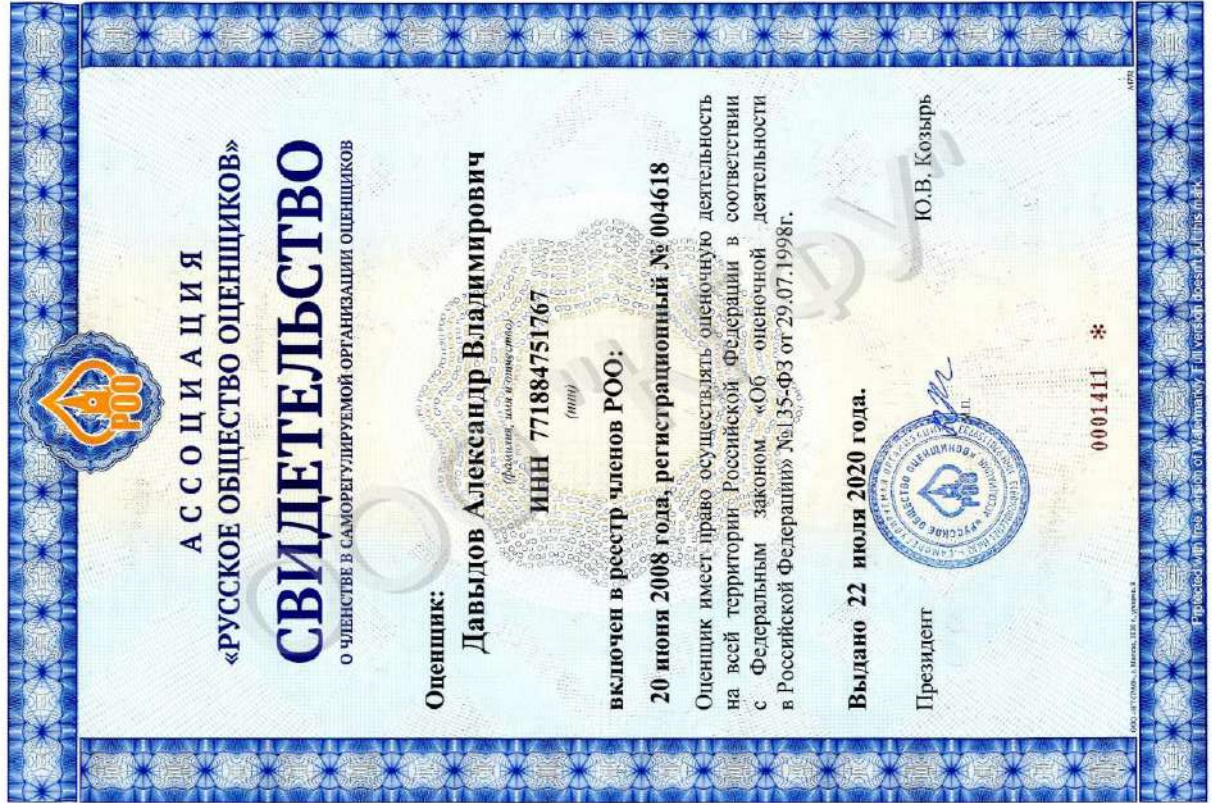 РОО
АССОЦИАЦИЯ
«РУССКОЕ ОБЩЕСТВО ОЦЕНЩИКОВ»
СВИДЕТЕЛЬСТВО
О ЧЛЕНСТВЕ В САМОРЕГУЛИРУЕМОЙ ОРГАНИЗАЦИИ ОЦЕНЩИКОВ
Оценщик:
Давыдов Александр Владимирович
(фамилия, имя и отчество)
ИНН 771884751767
(инн)
включен в реестр членов РОО:
20 июня 2008 года, регистрационный № 004618
Оценщик имеет право осуществлять оценочную деятельность
на всей территории Российской Федерации в соответствии
с Федеральным законом «Об оценочной деятельности
в Российской Федерации» №135-ФЗ от 29.07.1998г.
Выдано 22 июля 2020 года.
Президент
М.П.
Ю.В. Козырь
РОО
0001411 *
Protected with free version of Watermarkly. Full version doesn't put this mark.